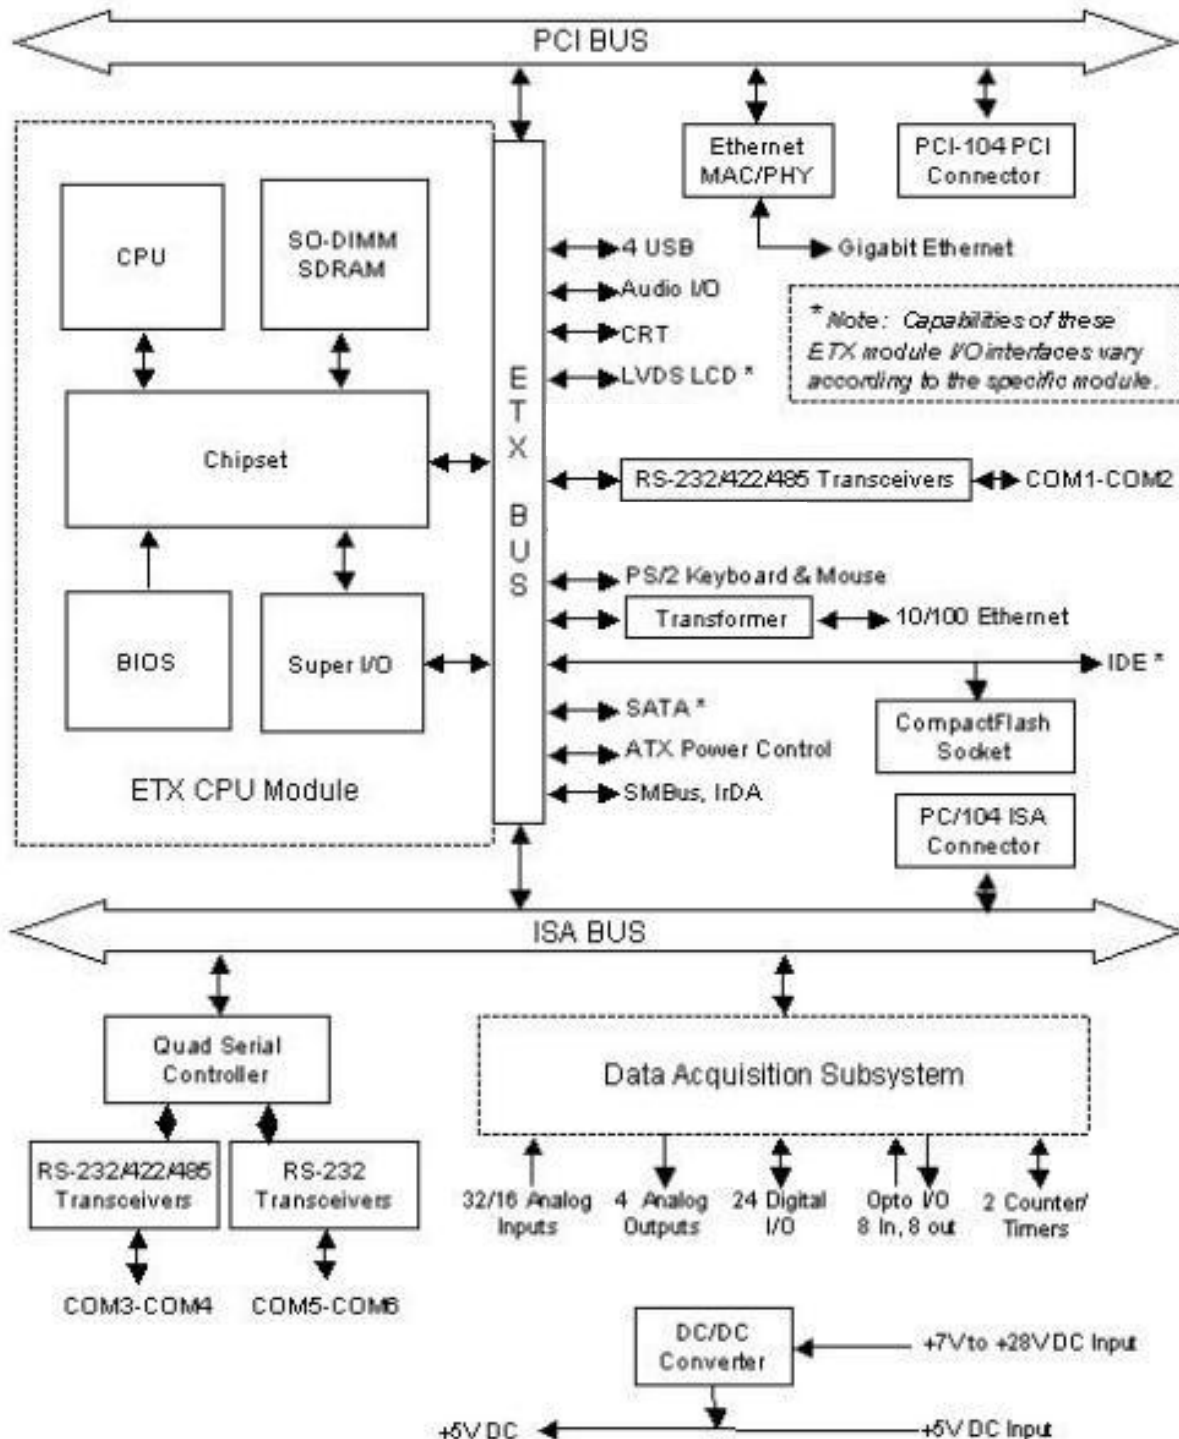 PCI BUS
Ethernet
MAC/PHY
PCI-104 PCI
Connector
CPU
SO-DIMM
SDRAM
4 USB
Gigabit Ethernet
Audio I/O
CRT
LVDS LCD *
* Note: Capabilities of these
ETX module I/O interfaces vary
according to the specific module.
ETX BUS
Chipset
RS-232/422/485 Transceivers
COM1-COM2
PS/2 Keyboard & Mouse
Transformer
10/100 Ethernet
BIOS
Super I/O
IDE *
SATA *
CompactFlash
Socket
ATX Power Control
ETX CPU Module
SMBus, IrDA
PC/104 ISA
Connector
ISA BUS
Quad Serial
Controller
Data Acquisition Subsystem
RS-232/422/485
Transceivers
RS-232
Transceivers
32/16 Analog
Inputs
4 Analog
Outputs
24 Digital
I/O
Opto I/O
8 In, 8 out
2 Counter/
Timers
COM3-COM4
COM5-COM6
DC/DC
Converter
+7V to +28V DC Input
+5V DC
+5V DC Input